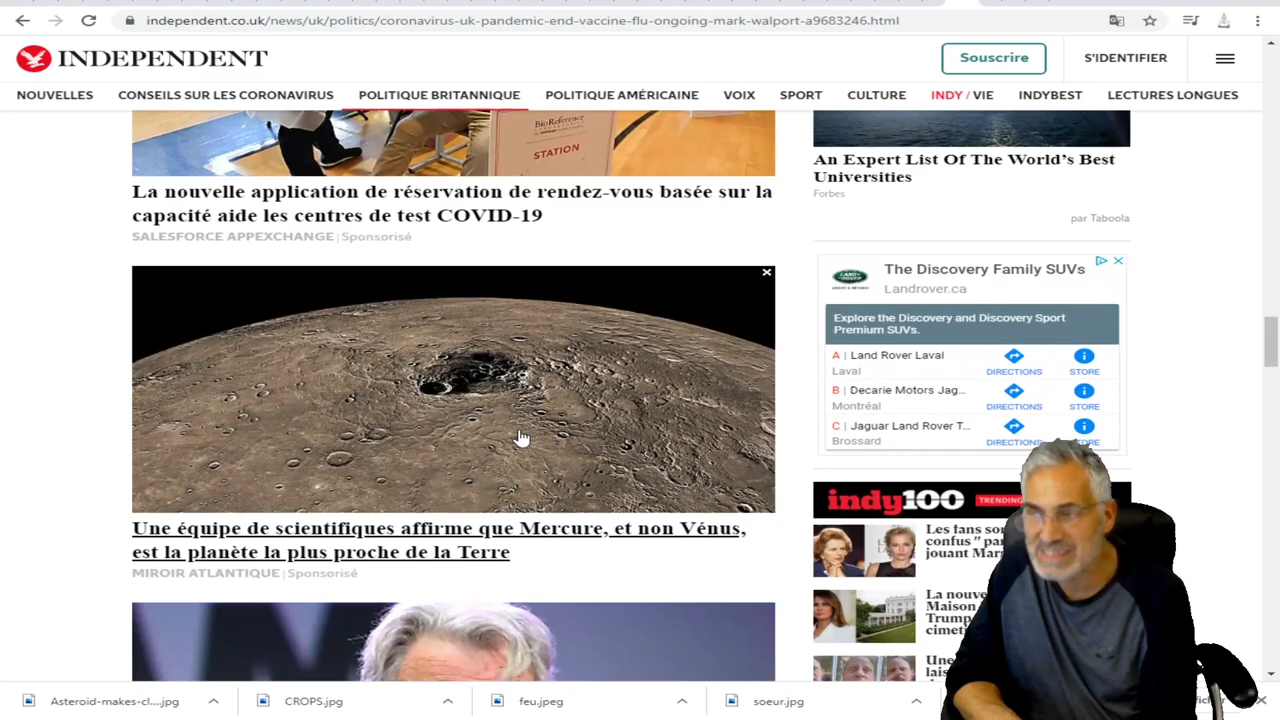 independent.co.uk/news/uk/politics/coronavirus-uk-pandemic-end-vaccine-flu-ongoing-mark-walport-a9683246.html
INDEPENDENT
Souscrire
S'IDENTIFIER
NOUVELLES
CONSEILS SUR LES CORONAVIRUS
POLITIQUE BRITANNIQUE
POLITIQUE AMÉRICAINE
VOIX
SPORT
CULTURE
INDY / VIE
INDYBEST
LECTURES LONGUES
BioReference
STATION
La nouvelle application de réservation de rendez-vous basée sur la
capacité aide les centres de test COVID-19
SALESFORCE APPEXCHANGE | Sponsorisé
Une équipe de scientifiques affirme que Mercure, et non Vénus,
est la planète la plus proche de la Terre
MIROIR ATLANTIQUE | Sponsorisé
An Expert List Of The World's Best
Universities
Forbes
par Taboola
LAND ROVER
The Discovery Family SUVs
Landrover.ca
Explore the Discovery and Discovery Sport
Premium SUVs.
A | Land Rover Laval
Laval
DIRECTIONS
STORE
B | Decarie Motors Jag...
Montréal
DIRECTIONS
STORE
C | Jaguar Land Rover T...
Brossard
DIRECTIONS
indy100
TRENDING
Les fans so
confus " pa
jouant Mar
La nouve
Maison
Trump
cimeti
Une
lais
Asteroid-makes-cl....jpg
CROPS.jpg
feu.jpeg
soeur.jpg